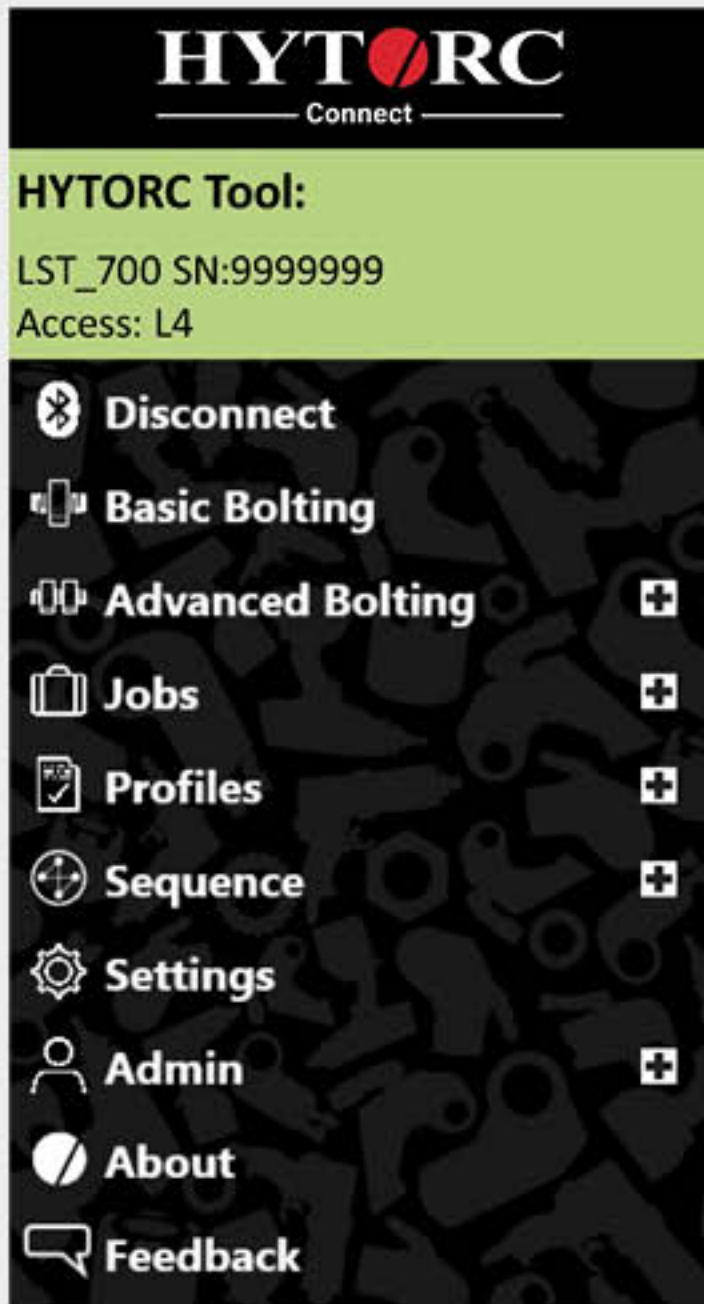 HYTORC
Connect
HYTORC Tool:
LST_700 SN:9999999
Access: L4
Disconnect
Basic Bolting
Advanced Bolting
Jobs
Profiles
Sequence
Settings
Admin
About
Feedback